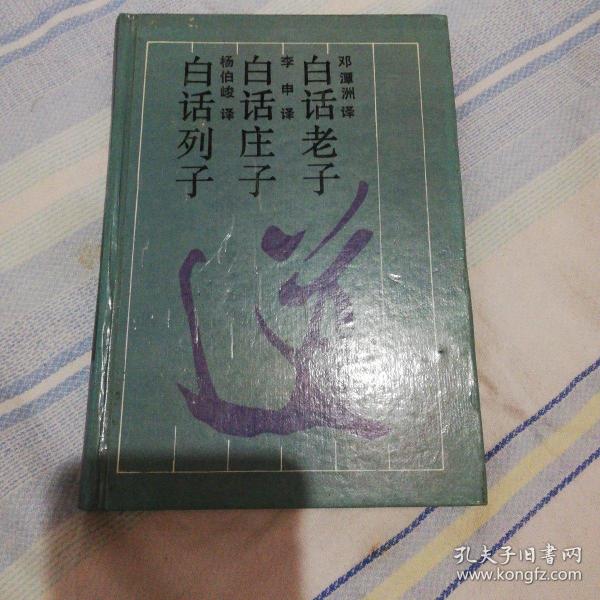 邓潭洲 译
白话老子
李申 译
白话庄子
杨伯峻 译
白话列子
道
孔夫子旧书网
www.kongfz.com